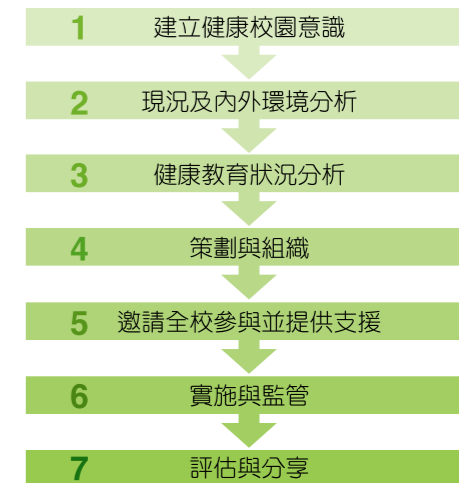 1 建立健康校園意識
2 現況及內外環境分析
3 健康教育狀況分析
4 策劃與組織
5 邀請全校參與並提供支援
6 實施與監管
7 評估與分享